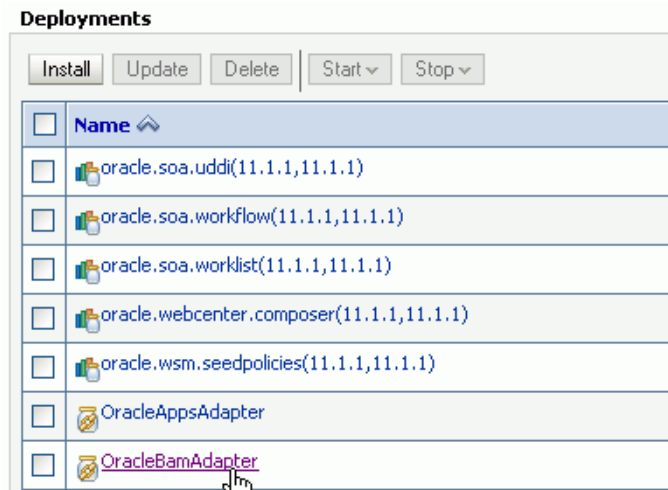 Deployments
Install Update Delete Start Stop
Name
oracle.soa.uddi(11.1.1,11.1.1)
oracle.soa.workflow(11.1.1,11.1.1)
oracle.soa.worklist(11.1.1,11.1.1)
oracle.webcenter.composer(11.1.1,11.1.1)
oracle.wsm.seedpolicies(11.1.1,11.1.1)
OracleAppsAdapter
OracleBamAdapter